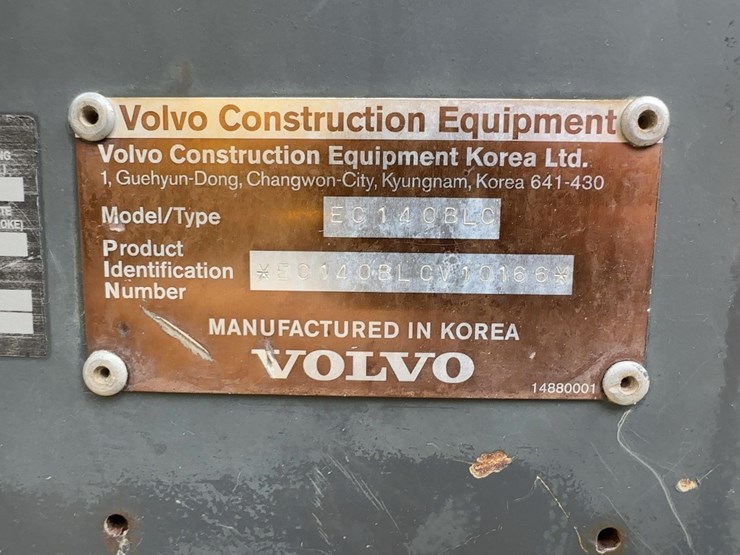 Volvo Construction Equipment
Volvo Construction Equipment Korea Ltd.
1, Guehyun-Dong, Changwon-City, Kyungnam, Korea 641-430
Model/Type EC140BLC
Product
Identification *EC140BLCV10166*
Number
MANUFACTURED IN KOREA
VOLVO
14880001